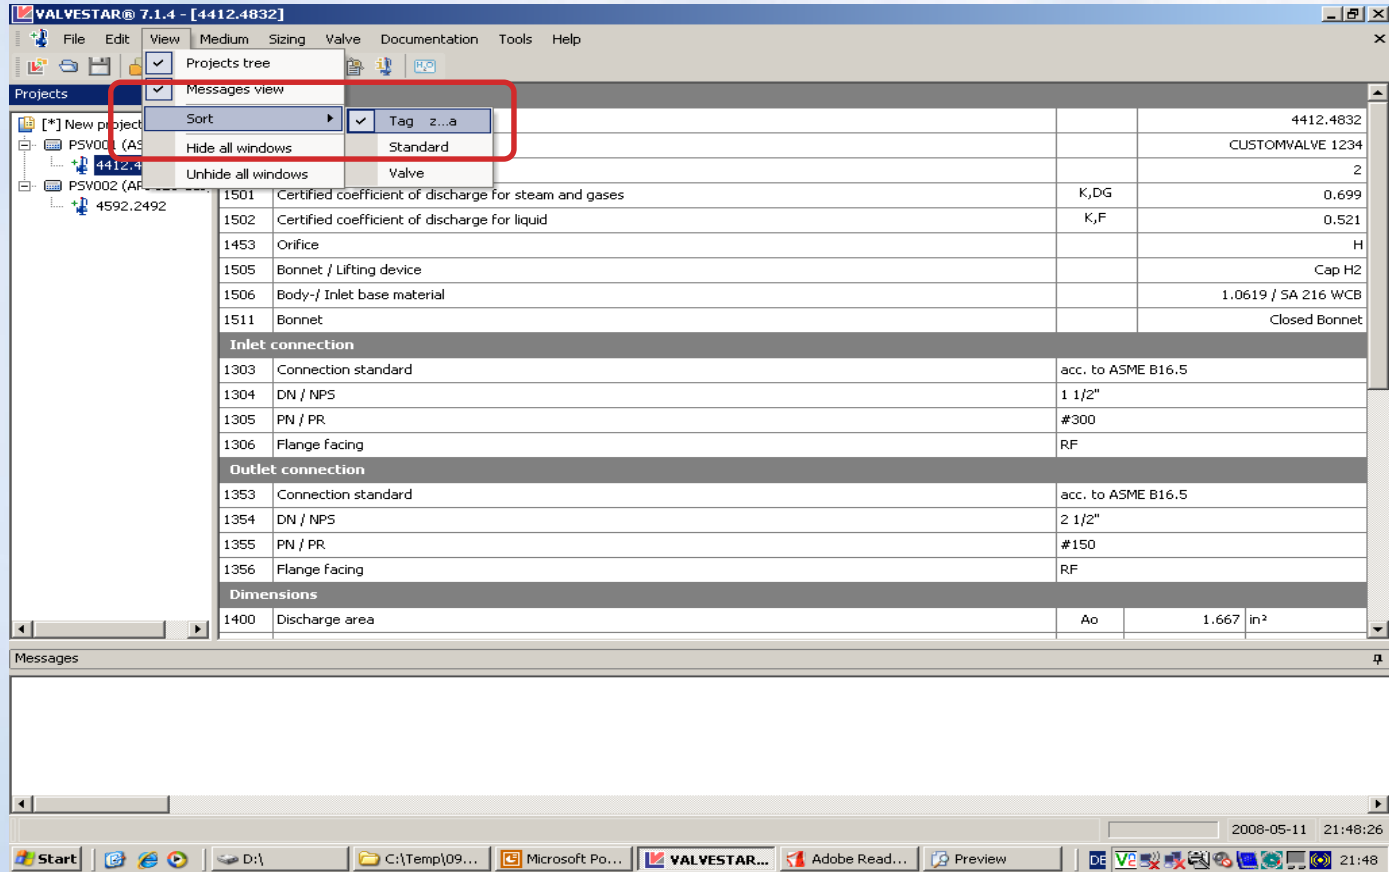 VALVESTAR® 7.1.4 - [4412.4832]
File Edit View Medium Sizing Valve Documentation Tools Help
Projects tree
Messages view
Sort
Hide all windows
Unhide all windows
Tag z...a
Standard
Valve
Projects
[*] New project
PSV001 (AS
4412.4
PSV002
4592.2492
4412.4832
CUSTOMVALVE 1234
2
1501 Certified coefficient of discharge for steam and gases K,DG 0.699
1502 Certified coefficient of discharge for liquid K,F 0.521
1453 Orifice H
1505 Bonnet / Lifting device Cap H2
1506 Body-/ Inlet base material 1.0619 / SA 216 WCB
1511 Bonnet Closed Bonnet
Inlet connection
1303 Connection standard acc. to ASME B16.5
1304 DN / NPS 1 1/2"
1305 PN / PR #300
1306 Flange facing RF
Outlet connection
1353 Connection standard acc. to ASME B16.5
1354 DN / NPS 2 1/2"
1355 PN / PR #150
1356 Flange facing RF
Dimensions
1400 Discharge area Ao 1.667 in²
Messages
2008-05-11 21:48:26
Start D:\ C:\Temp\09... Microsoft Po... VALVESTAR... Adobe Read... Preview DE 21:48